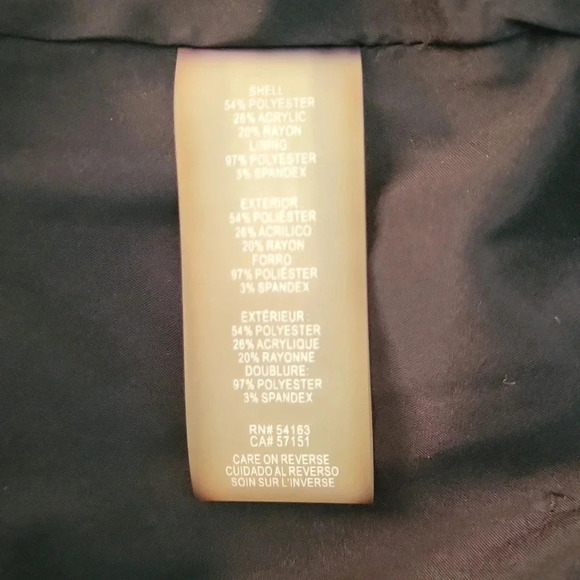 SHELL
54% POLYESTER
26% ACRYLIC
20% RAYON
LINING
97% POLYESTER
3% SPANDEX
EXTERIOR
54% POLIÉSTER
26% ACRILICO
20% RAYON
FORRO
97% POLIÉSTER
3% SPANDEX
EXTÉRIEUR:
54% POLYESTER
26% ACRYLIQUE
20% RAYONNE
DOUBLURE:
97% POLYESTER
3% SPANDEX
RN# 54163
CA# 57151
CARE ON REVERSE
CUIDADO AL REVERSO
SOIN SUR L'INVERSE